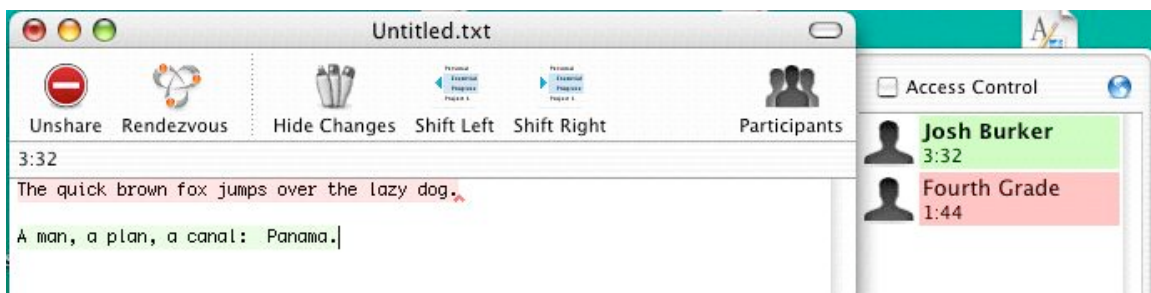 Untitled.txt
Unshare Rendezvous Hide Changes Shift Left Shift Right Participants
3:32
The quick brown fox jumps over the lazy dog.
A man, a plan, a canal:  Panama.
Access Control
Josh Burker
3:32
Fourth Grade
1:44